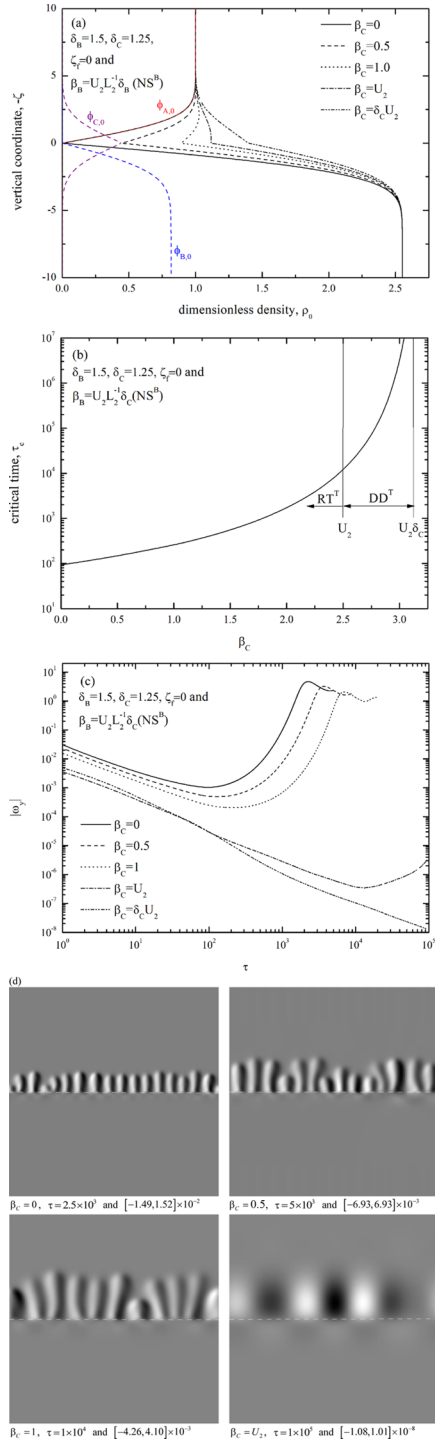 (a)
δ_B=1.5, δ_C=1.25,
ζ_f=0 and
β_B=U_2L_2^{-1}δ_B(NS^B)
β_C=0
β_C=0.5
β_C=1.0
β_C=U_2
β_C=δ_CU_2
ϕ_{C,0}
ϕ_{A,0}
ϕ_{B,0}
vertical coordinate, -ζ
10
5
0
-5
-10
0.0 0.5 1.0 1.5 2.0 2.5
dimensionless density, ρ_0
(b)
δ_B=1.5, δ_C=1.25, ζ_f=0 and
β_B=U_2L_2^{-1}δ_C(NS^B)
critical time, τ_c
10^7
10^6
10^5
10^4
10^3
10^2
10^1
RT^T DD^T
U_2 U_2δ_C
0.0 0.5 1.0 1.5 2.0 2.5 3.0
β_C
(c)
δ_B=1.5, δ_C=1.25, ζ_f=0 and
β_B=U_2L_2^{-1}δ_C(NS^B)
|ω_y|
10^2
10^1
10^0
10^{-1}
10^{-2}
10^{-3}
10^{-4}
10^{-5}
10^{-6}
10^{-7}
10^{-8}
β_C=0
β_C=0.5
β_C=1
β_C=U_2
β_C=δ_CU_2
10^0 10^1 10^2 10^3 10^4 10^5
τ
(d)
β_C = 0, τ = 2.5×10^3 and [−1.49,1.52]×10^{-2}
β_C = 0.5, τ = 5×10^3 and [−6.93,6.93]×10^{-3}
β_C = 1, τ = 1×10^4 and [−4.26,4.10]×10^{-3}
β_C = U_2, τ = 1×10^5 and [−1.08,1.01]×10^{-8}